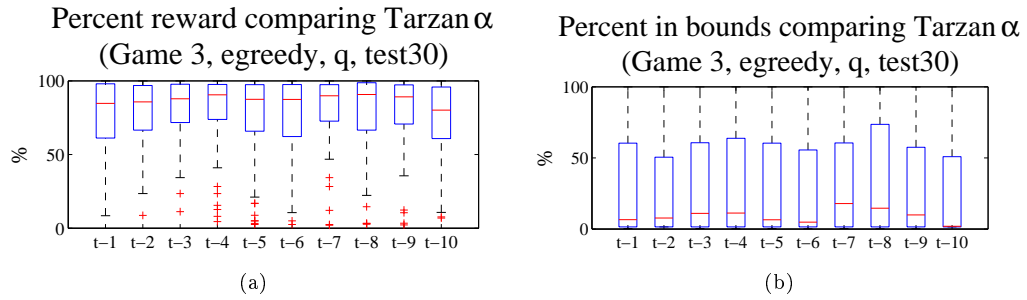 Percent reward comparing Tarzan α
(Game 3, egreedy, q, test30)
100
50
0
%
t−1 t−2 t−3 t−4 t−5 t−6 t−7 t−8 t−9 t−10
(a)
Percent in bounds comparing Tarzan α
(Game 3, egreedy, q, test30)
100
50
0
%
t−1 t−2 t−3 t−4 t−5 t−6 t−7 t−8 t−9 t−10
(b)